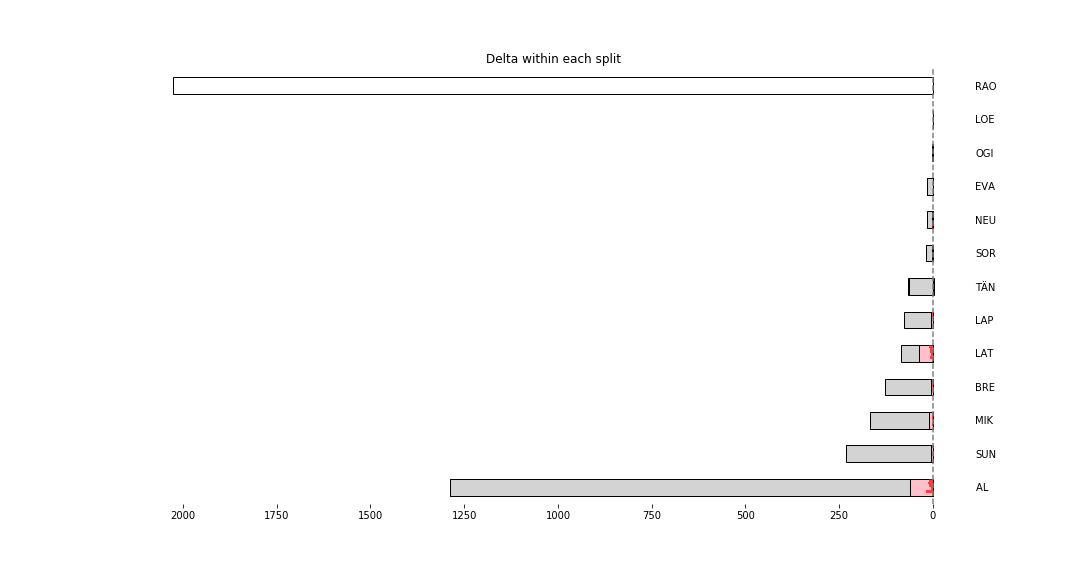 Delta within each split
RAO
LOE
OGI
EVA
NEU
SOR
TÄN
LAP
LAT
BRE
MIK
SUN
AL
2000 1750 1500 1250 1000 750 500 250 0